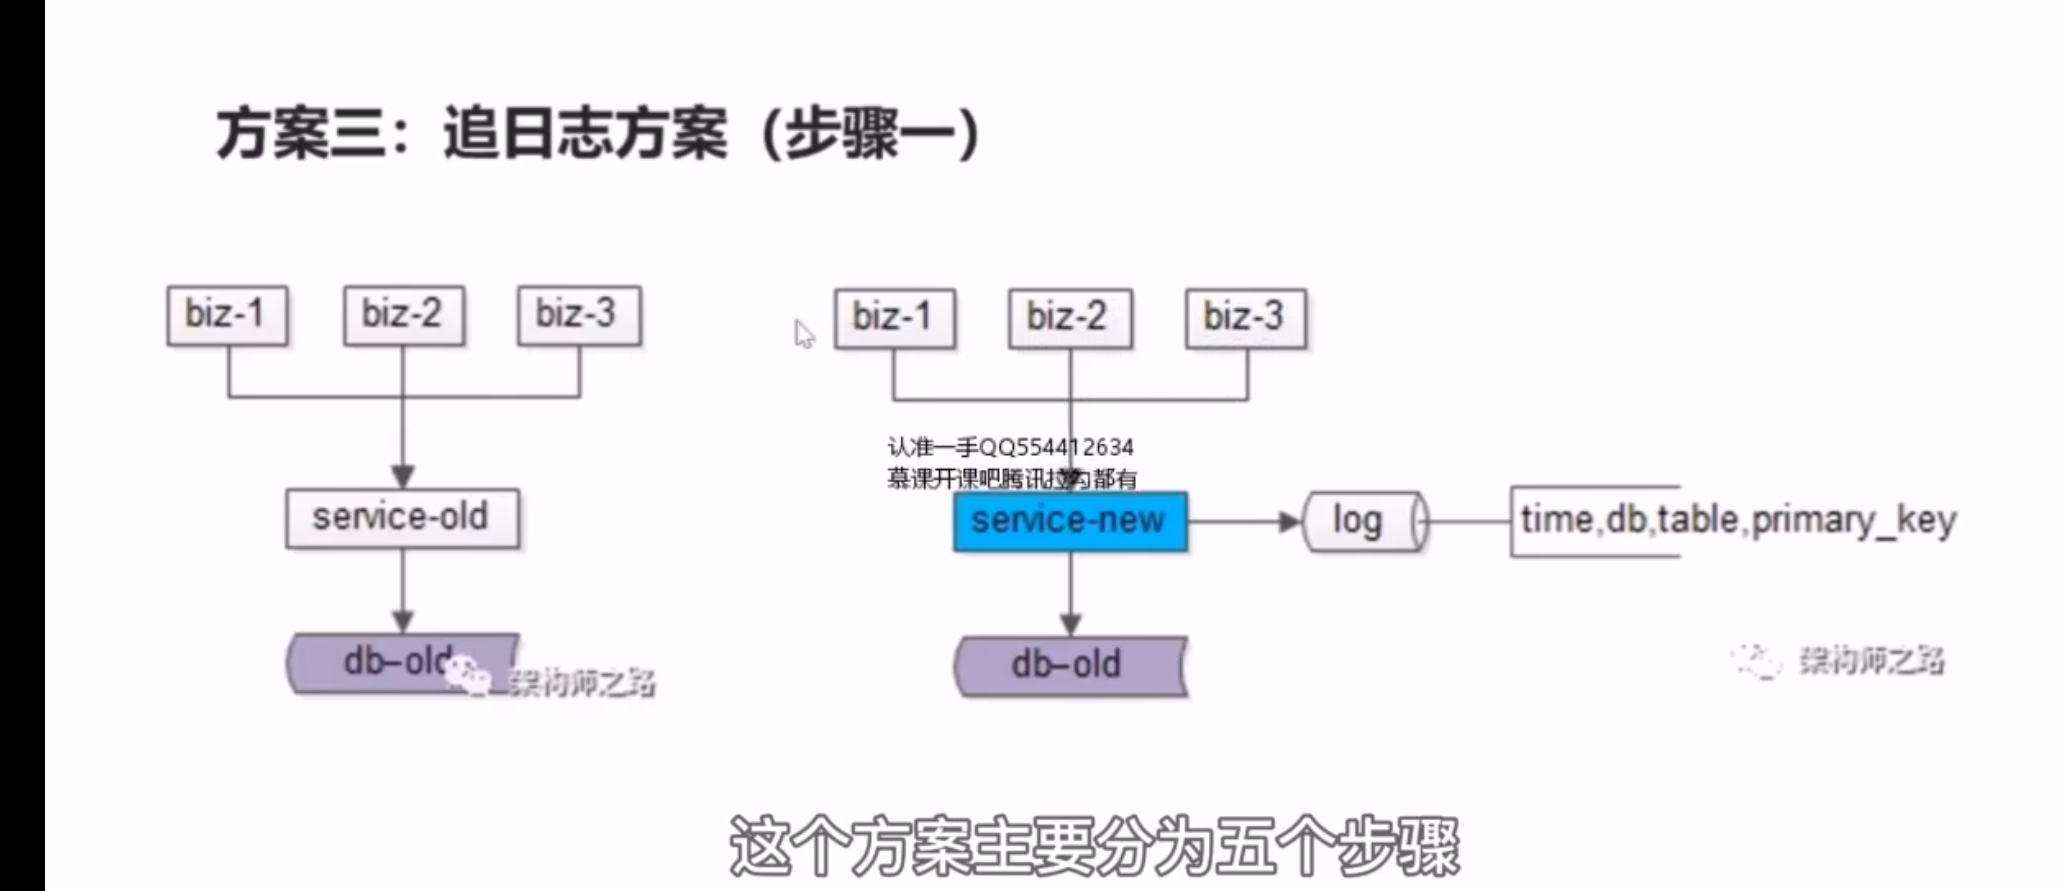 方案三：追日志方案（步骤一）
biz-1 biz-2 biz-3
service-old
db-old
架构师之路
biz-1 biz-2 biz-3
认准一手QQ554412634
慕课开课吧腾讯拉勾都有
service-new
log
time,db,table,primary_key
db-old
架构师之路
这个方案主要分为五个步骤